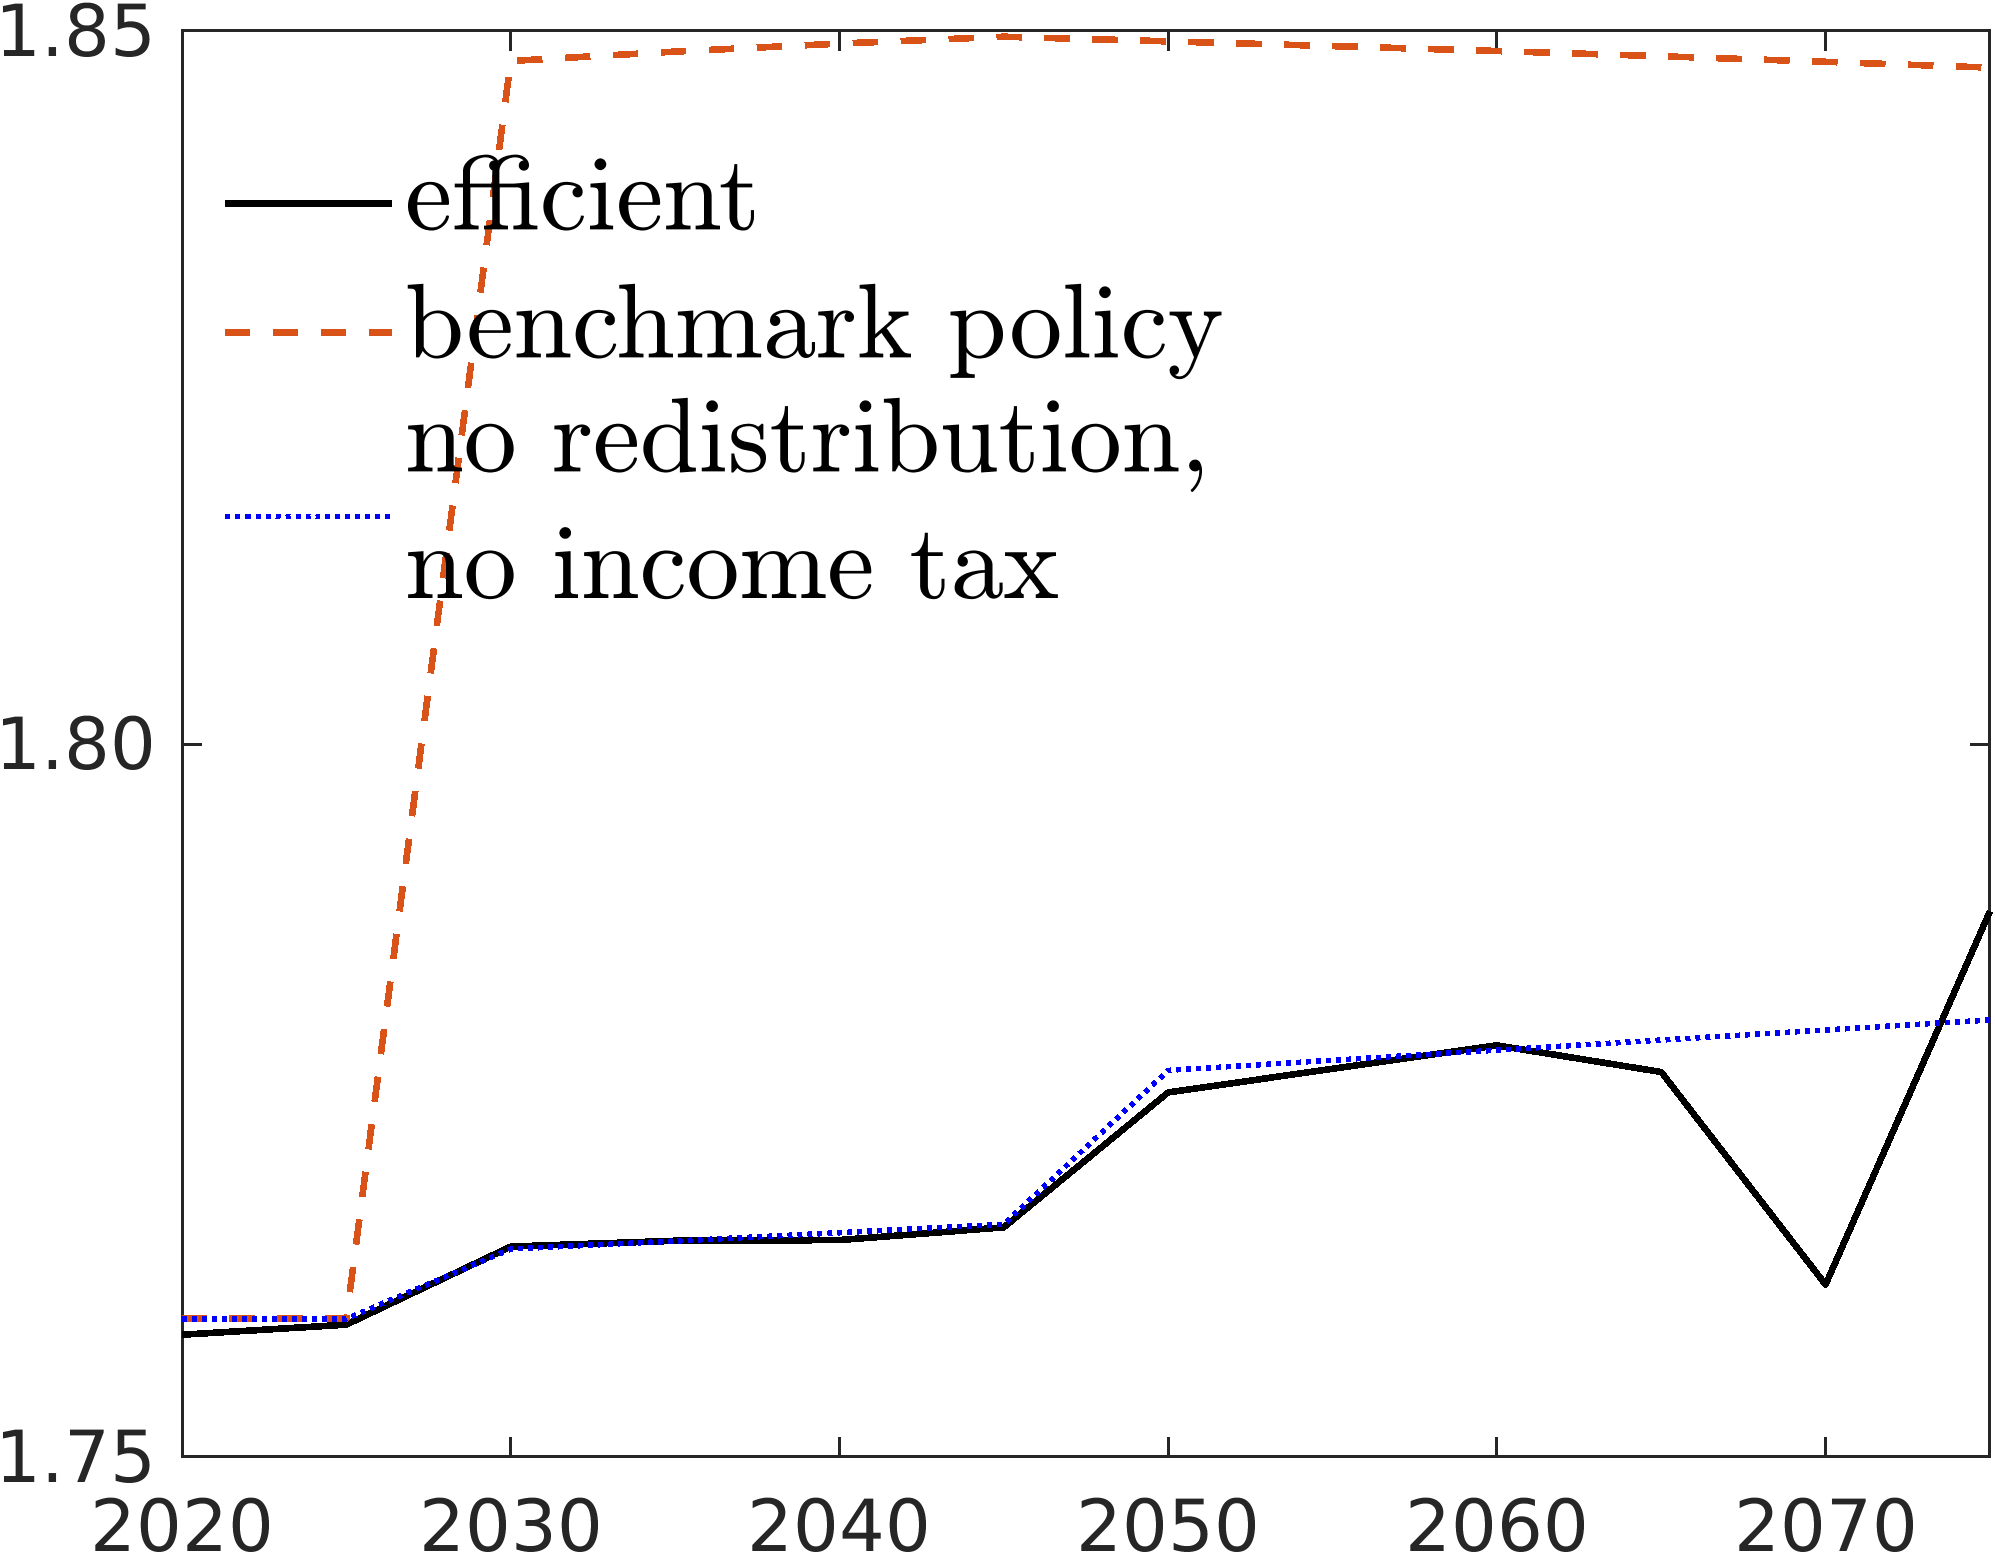 1.85
efficient
benchmark policy
no redistribution,
no income tax
1.80
1.75
2020 2030 2040 2050 2060 2070